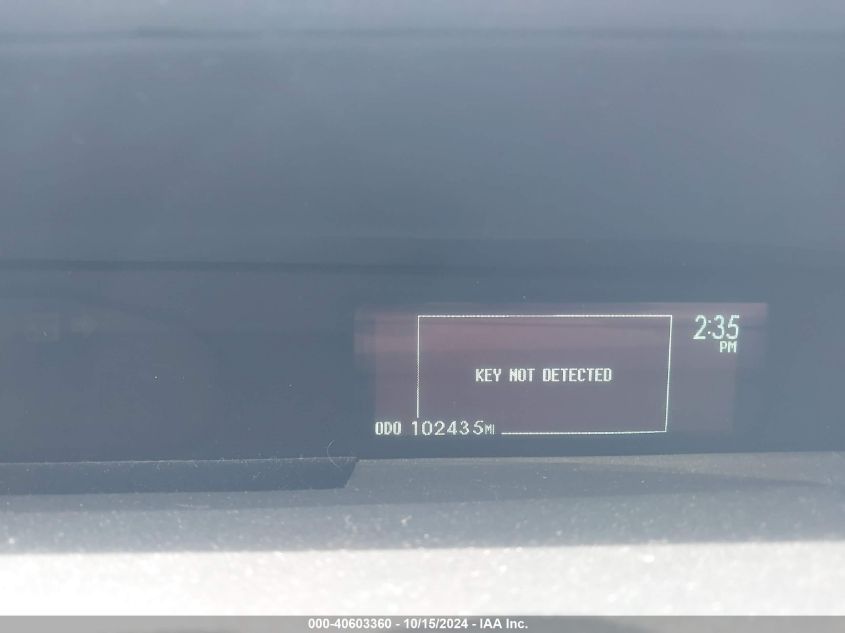 2:35
PM
KEY NOT DETECTED
ODO 102435MI
000-40603360 - 10/15/2024 - IAA Inc.